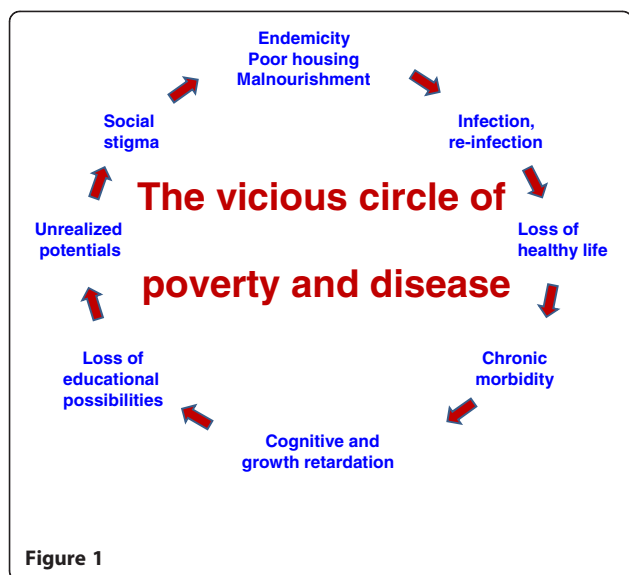 Endemicity
Poor housing
Malnourishment
Infection,
re-infection
Loss of
healthy life
Chronic
morbidity
Cognitive and
growth retardation
Loss of
educational
possibilities
Unrealized
potentials
Social
stigma
The vicious circle of
poverty and disease
Figure 1